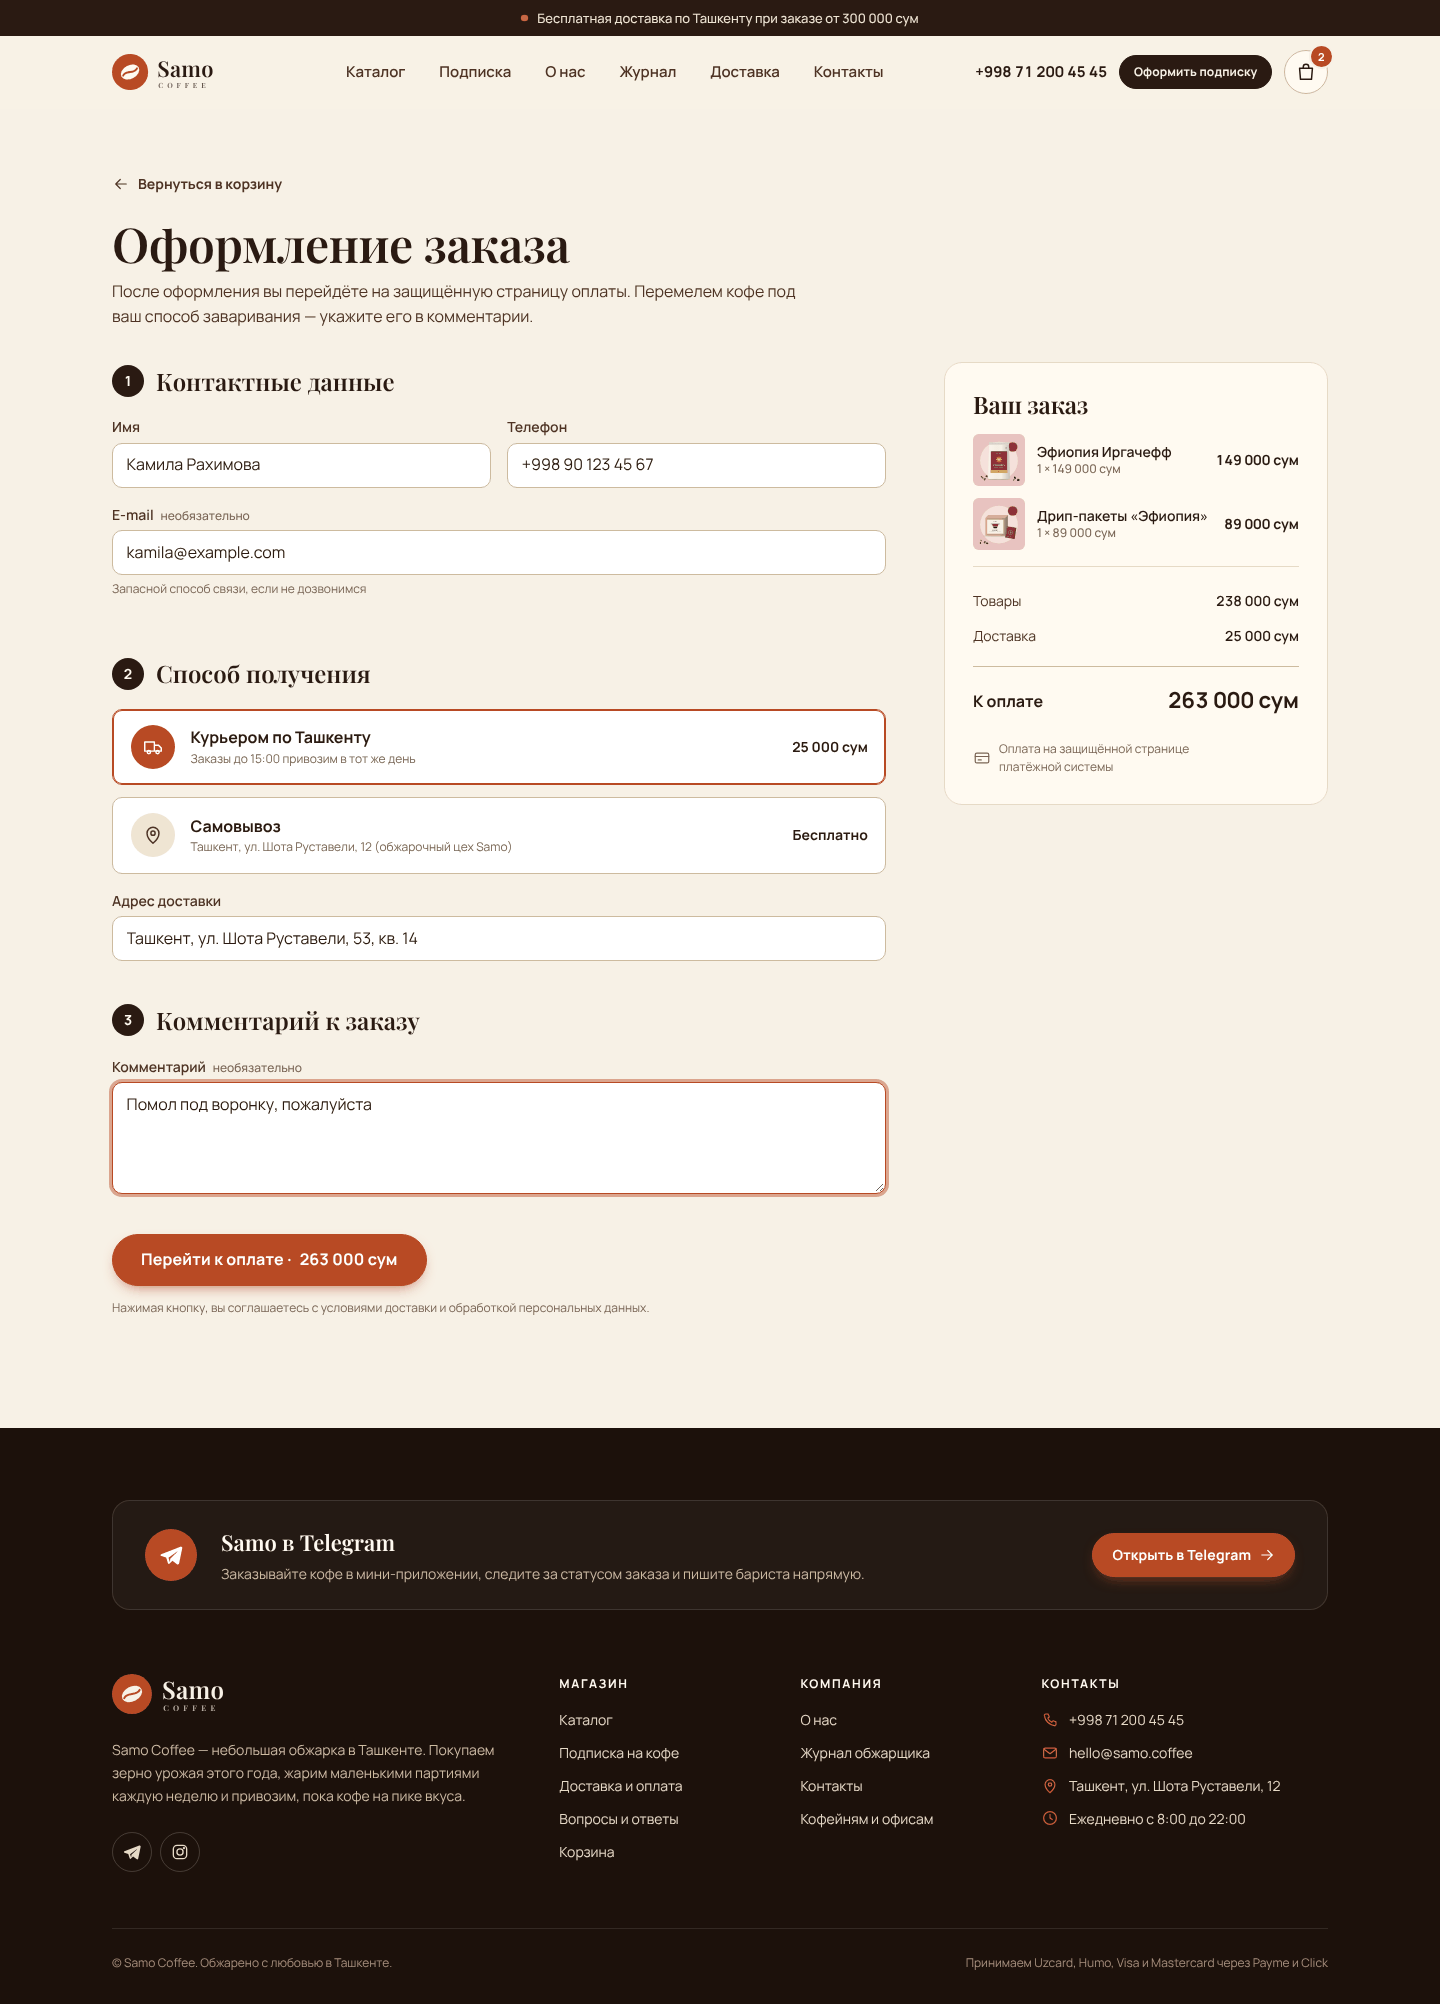 Бесплатная доставка по Ташкенту при заказе от 300 000 сум
Samo
COFFEE
Каталог
Подписка
О нас
Журнал
Доставка
Контакты
+998 71 200 45 45
Оформить подписку
2
Вернуться в корзину
Оформление заказа
После оформления вы перейдёте на защищённую страницу оплаты. Перемелем кофе под
ваш способ заваривания — укажите его в комментарии.
1 Контактные данные
Имя
Камила Рахимова
Телефон
+998 90 123 45 67
E-mail необязательно
kamila@example.com
Запасной способ связи, если не дозвонимся
2 Способ получения
Курьером по Ташкенту
Заказы до 15:00 привозим в тот же день
25 000 сум
Самовывоз
Ташкент, ул. Шота Руставели, 12 (обжарочный цех Samo)
Бесплатно
Адрес доставки
Ташкент, ул. Шота Руставели, 53, кв. 14
3 Комментарий к заказу
Комментарий необязательно
Помол под воронку, пожалуйста
Перейти к оплате · 263 000 сум
Нажимая кнопку, вы соглашаетесь с условиями доставки и обработкой персональных данных.
Ваш заказ
Эфиопия Иргачефф
1 × 149 000 сум
149 000 сум
Дрип-пакеты «Эфиопия»
1 × 89 000 сум
89 000 сум
Товары 238 000 сум
Доставка 25 000 сум
К оплате 263 000 сум
Оплата на защищённой странице
платёжной системы
Samo в Telegram
Заказывайте кофе в мини-приложении, следите за статусом заказа и пишите бариста напрямую.
Открыть в Telegram
Samo
COFFEE
Samo Coffee — небольшая обжарка в Ташкенте. Покупаем
зерно урожая этого года, жарим маленькими партиями
каждую неделю и привозим, пока кофе на пике вкуса.
МАГАЗИН
Каталог
Подписка на кофе
Доставка и оплата
Вопросы и ответы
Корзина
КОМПАНИЯ
О нас
Журнал обжарщика
Контакты
Кофейням и офисам
КОНТАКТЫ
+998 71 200 45 45
hello@samo.coffee
Ташкент, ул. Шота Руставели, 12
Ежедневно с 8:00 до 22:00
© Samo Coffee. Обжарено с любовью в Ташкенте.
Принимаем Uzcard, Humo, Visa и Mastercard через Payme и Click